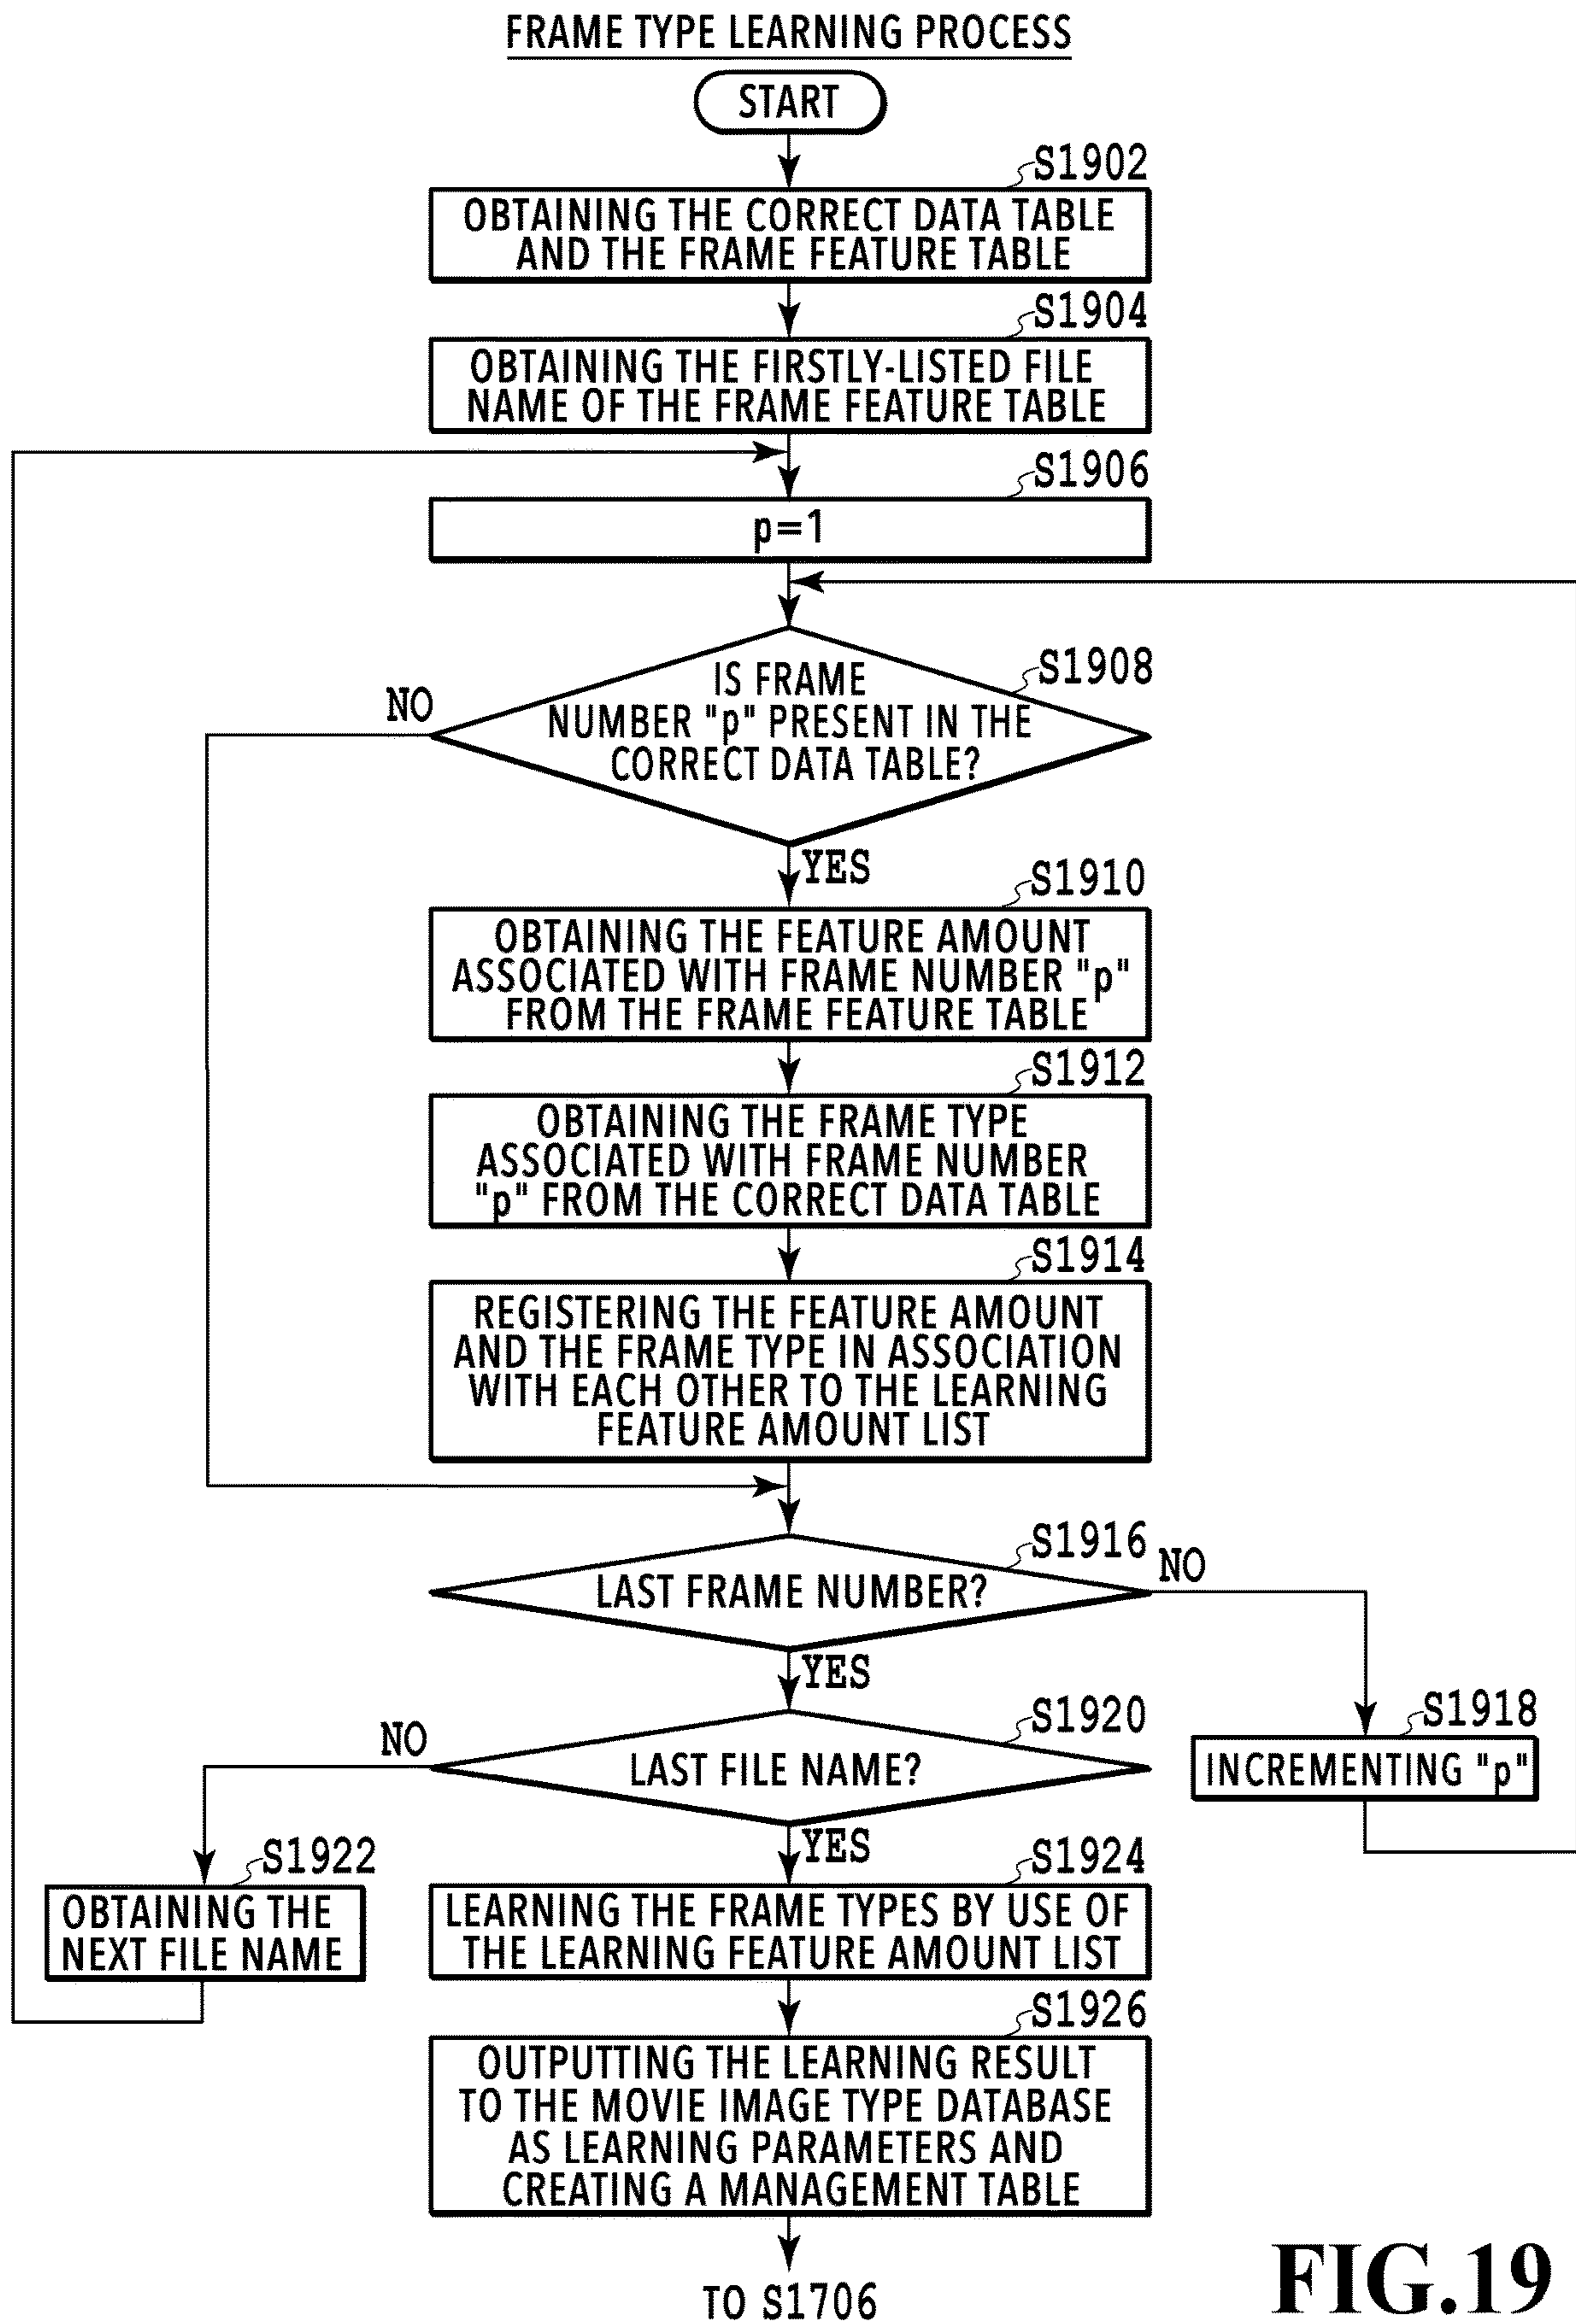 FRAME TYPE LEARNING PROCESS
START
S1902
OBTAINING THE CORRECT DATA TABLE
AND THE FRAME FEATURE TABLE
S1904
OBTAINING THE FIRSTLY-LISTED FILE
NAME OF THE FRAME FEATURE TABLE
S1906
p=1
S1908
IS FRAME
NUMBER "p" PRESENT IN THE
CORRECT DATA TABLE?
NO
YES
S1910
OBTAINING THE FEATURE AMOUNT
ASSOCIATED WITH FRAME NUMBER "p"
FROM THE FRAME FEATURE TABLE
S1912
OBTAINING THE FRAME TYPE
ASSOCIATED WITH FRAME NUMBER
"p" FROM THE CORRECT DATA TABLE
S1914
REGISTERING THE FEATURE AMOUNT
AND THE FRAME TYPE IN ASSOCIATION
WITH EACH OTHER TO THE LEARNING
FEATURE AMOUNT LIST
S1916
LAST FRAME NUMBER?
NO
YES
S1918
INCREMENTING "p"
S1920
LAST FILE NAME?
NO
YES
S1922
OBTAINING THE
NEXT FILE NAME
S1924
LEARNING THE FRAME TYPES BY USE OF
THE LEARNING FEATURE AMOUNT LIST
S1926
OUTPUTTING THE LEARNING RESULT
TO THE MOVIE IMAGE TYPE DATABASE
AS LEARNING PARAMETERS AND
CREATING A MANAGEMENT TABLE
TO S1706
FIG.19